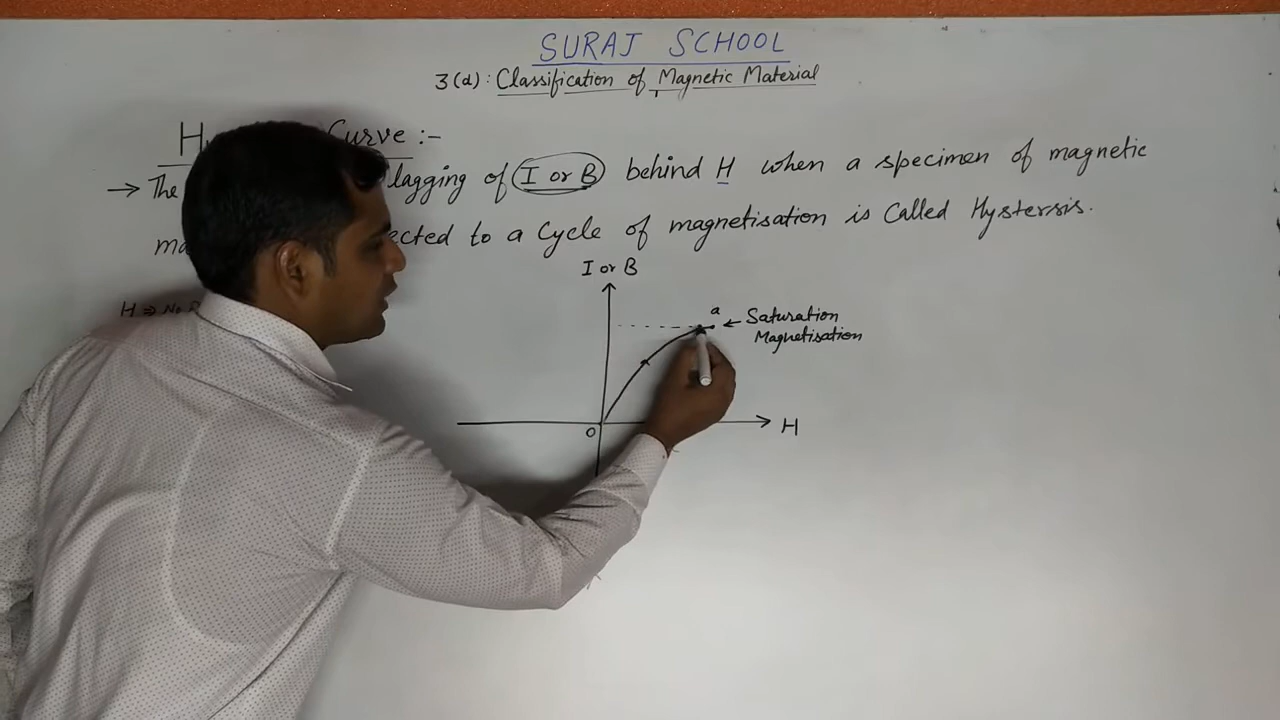 SURAJ SCHOOL
3(d): Classification of Magnetic Material
Curve :-
→ The lagging of I or B behind H when a specimen of magnetic
ected to a Cycle of magnetisation is Called Hystersis.
I or B
H ⇒ No
a
← Saturation
Magnetisation
O
H